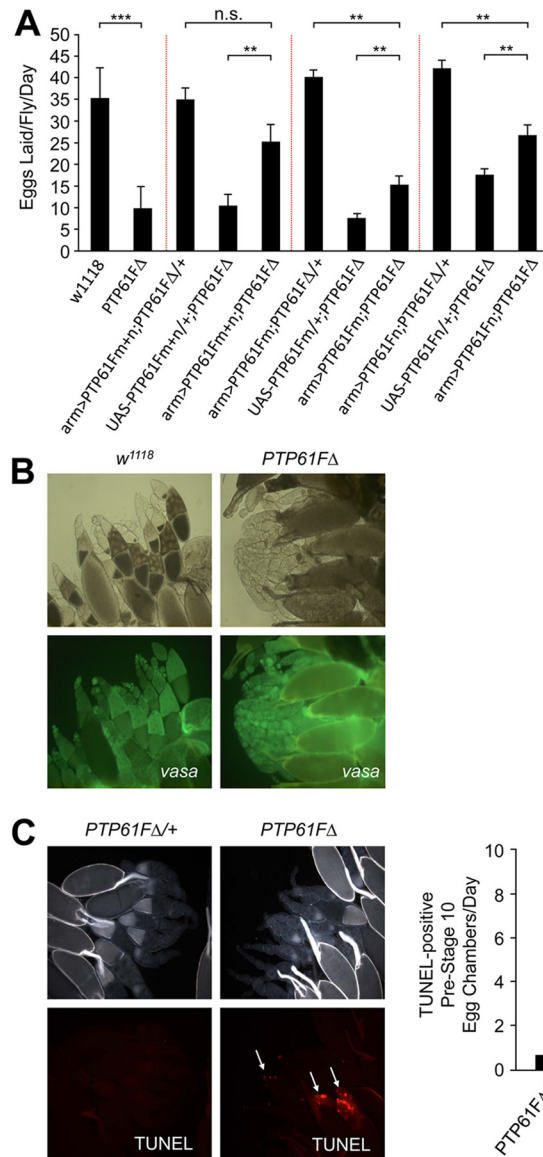 A
***
n.s.
**
**
**
**
**
Eggs Laid/Fly/Day
50
45
40
35
30
25
20
15
10
5
0
w1118
PTP61FΔ
arm>PTP61Fm+n;PTP61FΔ/+
UAS-PTP61Fm+n/+;PTP61FΔ
arm>PTP61Fm+n;PTP61FΔ
arm>PTP61Fm;PTP61FΔ/+
UAS-PTP61Fm/+;PTP61FΔ
arm>PTP61Fm;PTP61FΔ
arm>PTP61Fn;PTP61FΔ/+
UAS-PTP61Fn/+;PTP61FΔ
arm>PTP61Fn;PTP61FΔ
B
w1118
PTP61FΔ
vasa
vasa
C
PTP61FΔ/+
PTP61FΔ
TUNEL
TUNEL
TUNEL-positive
Pre-Stage 10
Egg Chambers/Day
10
8
6
4
2
0
PTP61FΔ